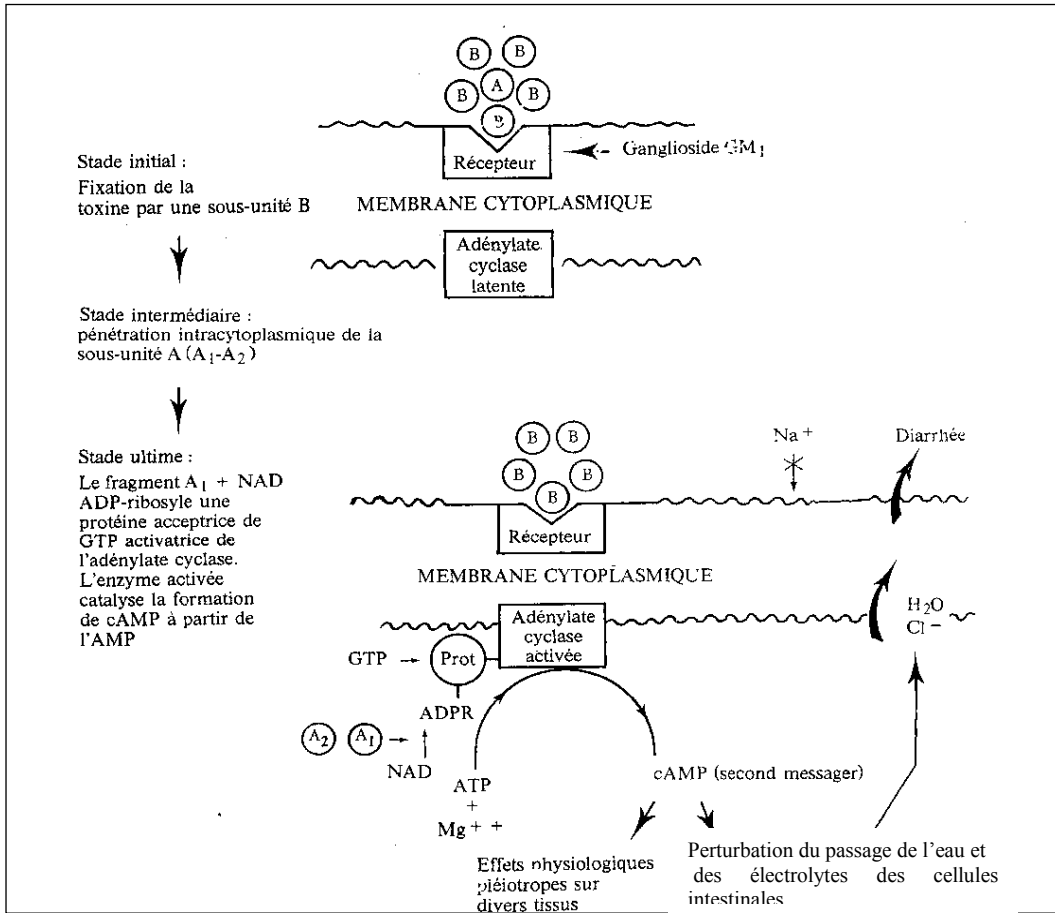 B B
B A B
B
Récepteur
Ganglioside GM1
Stade initial :
Fixation de la
toxine par une sous-unité B
MEMBRANE CYTOPLASMIQUE
Adénylate
cyclase
latente
Stade intermédiaire :
pénétration intracytoplasmique de la
sous-unité A (A1-A2)
Stade ultime :
Le fragment A1 + NAD
ADP-ribosyle une
protéine acceptrice de
GTP activatrice de
l'adénylate cyclase.
L'enzyme activée
catalyse la formation
de cAMP à partir de
l'AMP
B B
B B
B
Récepteur
Na+
Diarrhée
MEMBRANE CYTOPLASMIQUE
Adénylate
cyclase
activée
H2O
Cl-
GTP
Prot
ADPR
A2 A1
NAD
ATP
+
Mg++
cAMP (second messager)
Effets physiologiques
pléiotropes sur
divers tissus
Perturbation du passage de l'eau et
des électrolytes des cellules
intestinales